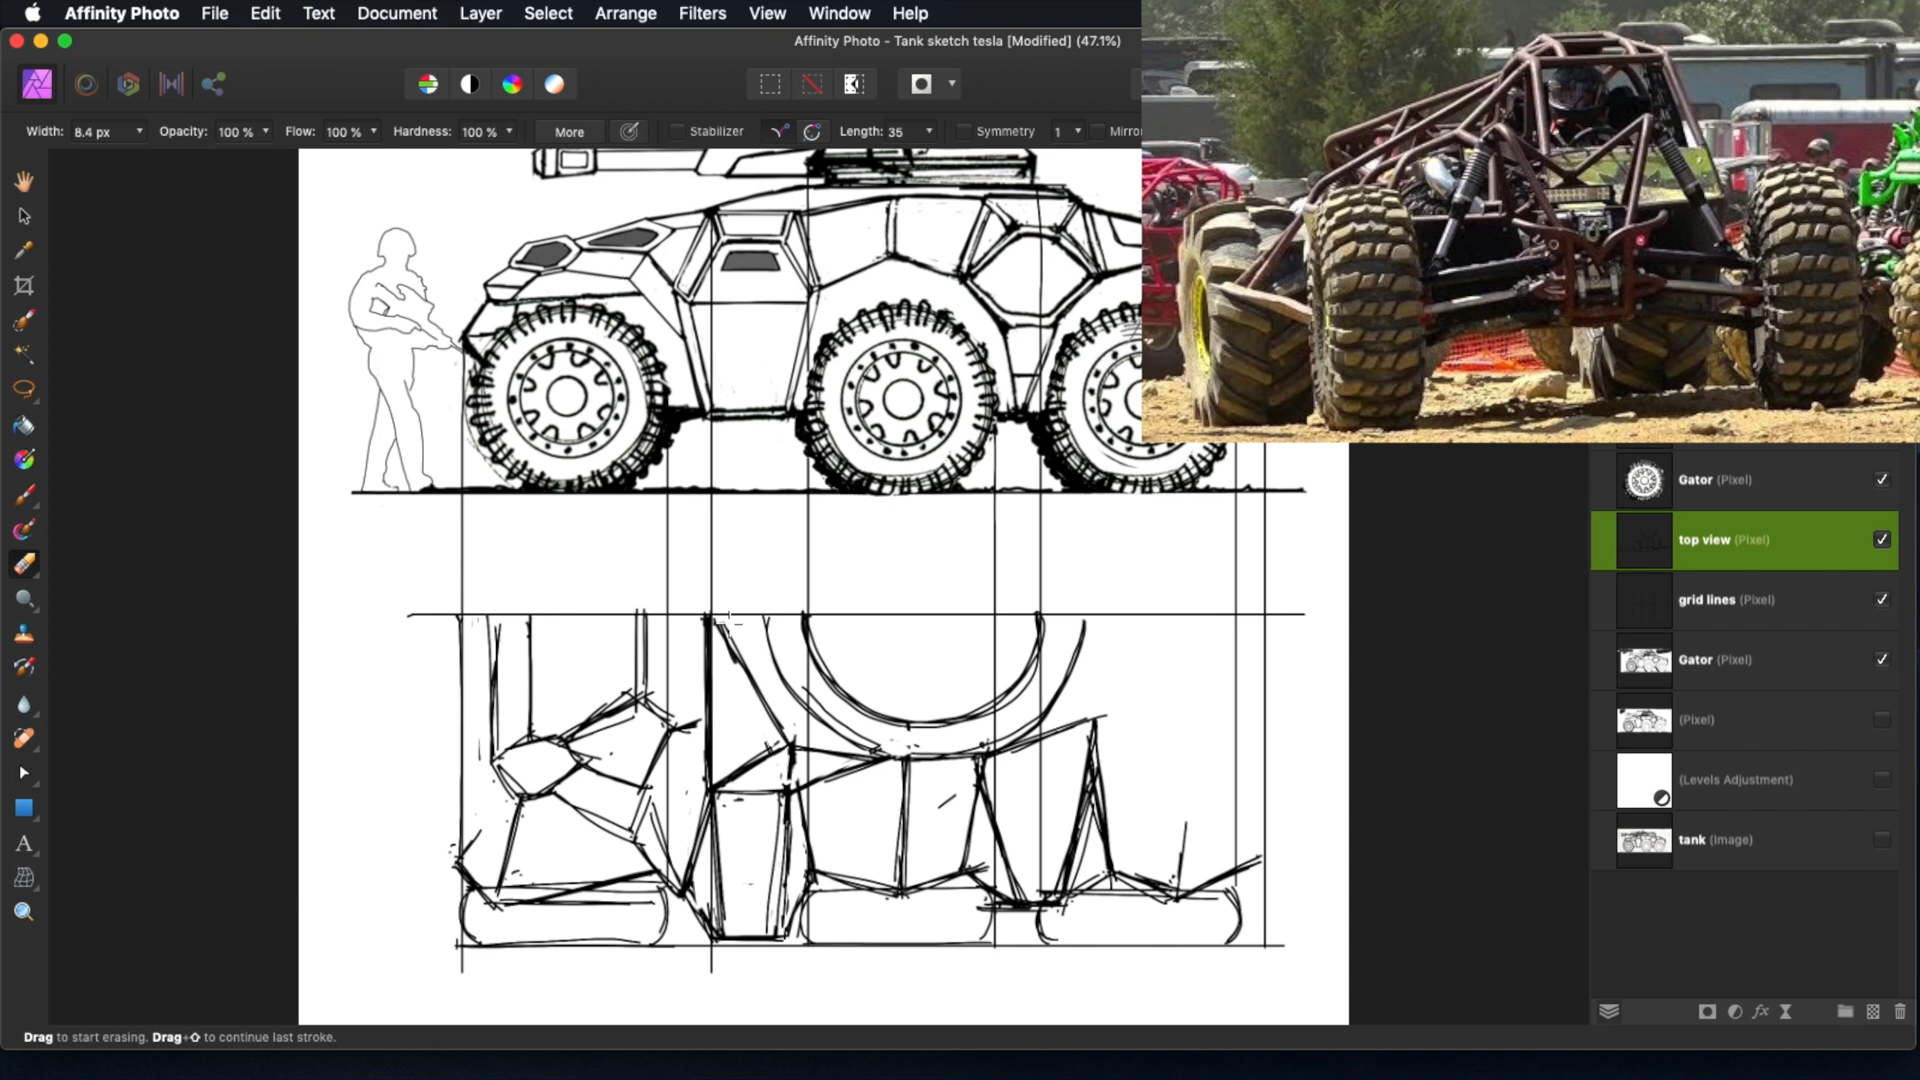 Affinity Photo File Edit Text Document Layer Select Arrange Filters View Window Help
Affinity Photo - Tank sketch tesla [Modified] (47.1%)
Width: 8.4 px Opacity: 100 % Flow: 100 % Hardness: 100 % More Stabilizer Length: 35 Symmetry 1 Mirror
Gator (Pixel)
top view (Pixel)
grid lines (Pixel)
Gator (Pixel)
(Pixel)
(Levels Adjustment)
tank (Image)
Drag to start erasing. Drag+⇧ to continue last stroke.